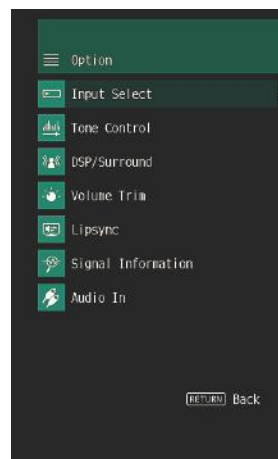 Option
Input Select
Tone Control
DSP/Surround
Volume Trim
Lipsync
Signal Information
Audio In
RETURN Back